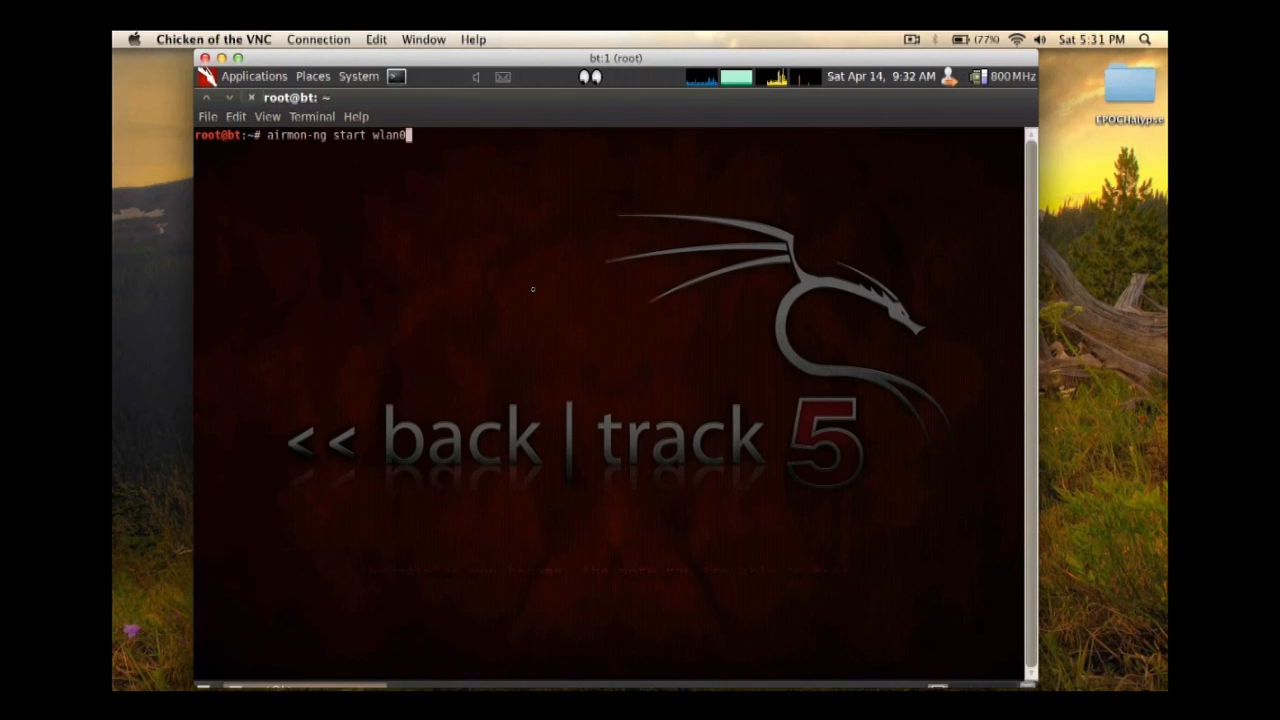 Chicken of the VNC Connection Edit Window Help (77%) Sat 5:31 PM
bt:1 (root)
Applications Places System Sat Apr 14, 9:32 AM 800 MHz
EPOCHalypse
root@bt: ~
File Edit View Terminal Help
root@bt:~# airmon-ng start wlan0
<< back | track 5